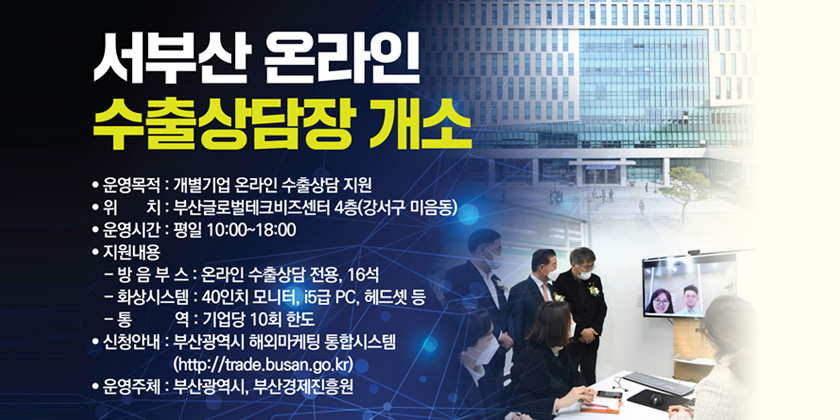 서부산 온라인
수출상담장 개소
• 운영목적 : 개별기업 온라인 수출상담 지원
• 위 치 : 부산글로벌테크비즈센터 4층(강서구 미음동)
• 운영시간 : 평일 10:00~18:00
• 지원내용
– 방 음 부 스 : 온라인 수출상담 전용, 16석
– 화상시스템 : 40인치 모니터, i5급 PC, 헤드셋 등
– 통 역 : 기업당 10회 한도
• 신청안내 : 부산광역시 해외마케팅 통합시스템
(http://trade.busan.go.kr)
• 운영주체 : 부산광역시, 부산경제진흥원